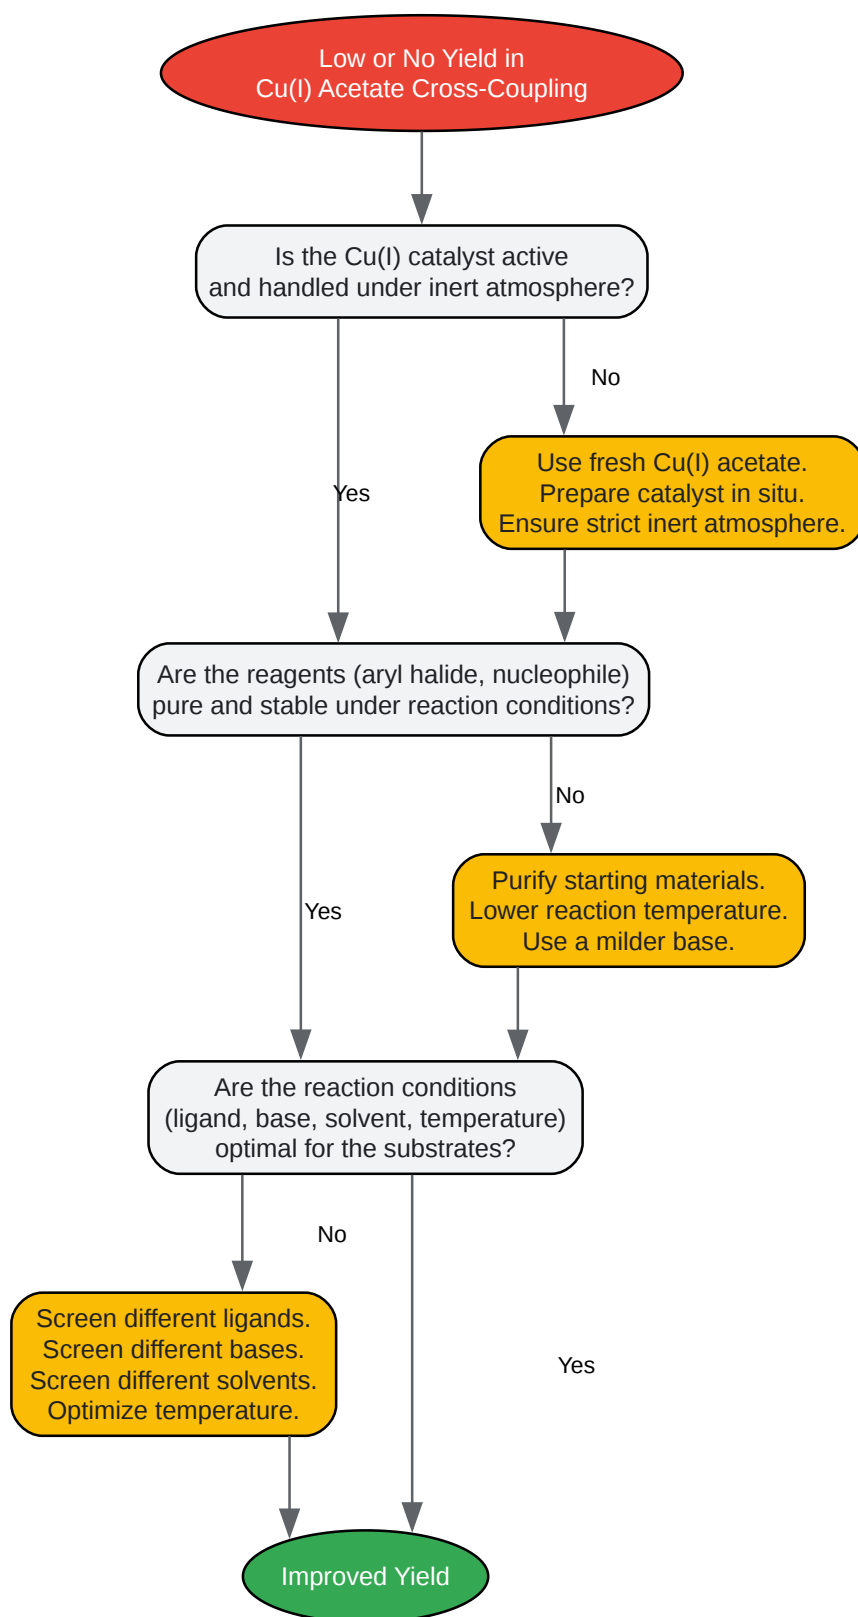 Low or No Yield in
Cu(I) Acetate Cross-Coupling
Is the Cu(I) catalyst active
and handled under inert atmosphere?
No
Use fresh Cu(I) acetate.
Prepare catalyst in situ.
Ensure strict inert atmosphere.
Yes
Are the reagents (aryl halide, nucleophile)
pure and stable under reaction conditions?
No
Purify starting materials.
Lower reaction temperature.
Use a milder base.
Yes
Are the reaction conditions
(ligand, base, solvent, temperature)
optimal for the substrates?
No
Screen different ligands.
Screen different bases.
Screen different solvents.
Optimize temperature.
Yes
Improved Yield